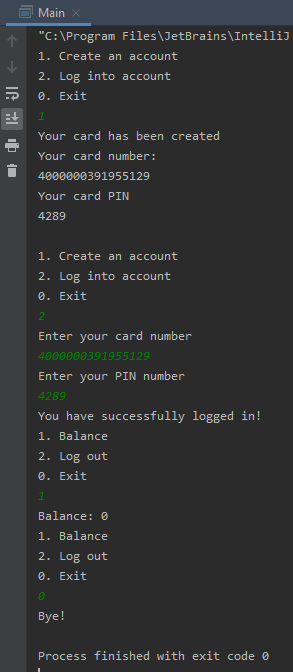 Main
"C:\Program Files\JetBrains\IntelliJ
1. Create an account
2. Log into account
0. Exit
1
Your card has been created
Your card number:
4000000391955129
Your card PIN
4289
1. Create an account
2. Log into account
0. Exit
2
Enter your card number
4000000391955129
Enter your PIN number
4289
You have successfully logged in!
1. Balance
2. Log out
0. Exit
1
Balance: 0
1. Balance
2. Log out
0. Exit
0
Bye!
Process finished with exit code 0